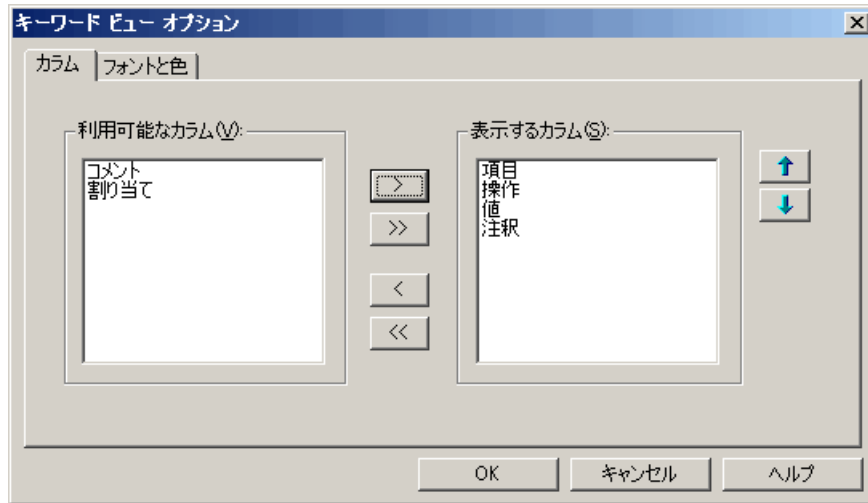 キーワード ビュー オプション
カラム
フォントと色
利用可能なカラム(V):
コメント
割り当て
>
>>
<
<<
表示するカラム(S):
項目
操作
値
注釈
OK
キャンセル
ヘルプ